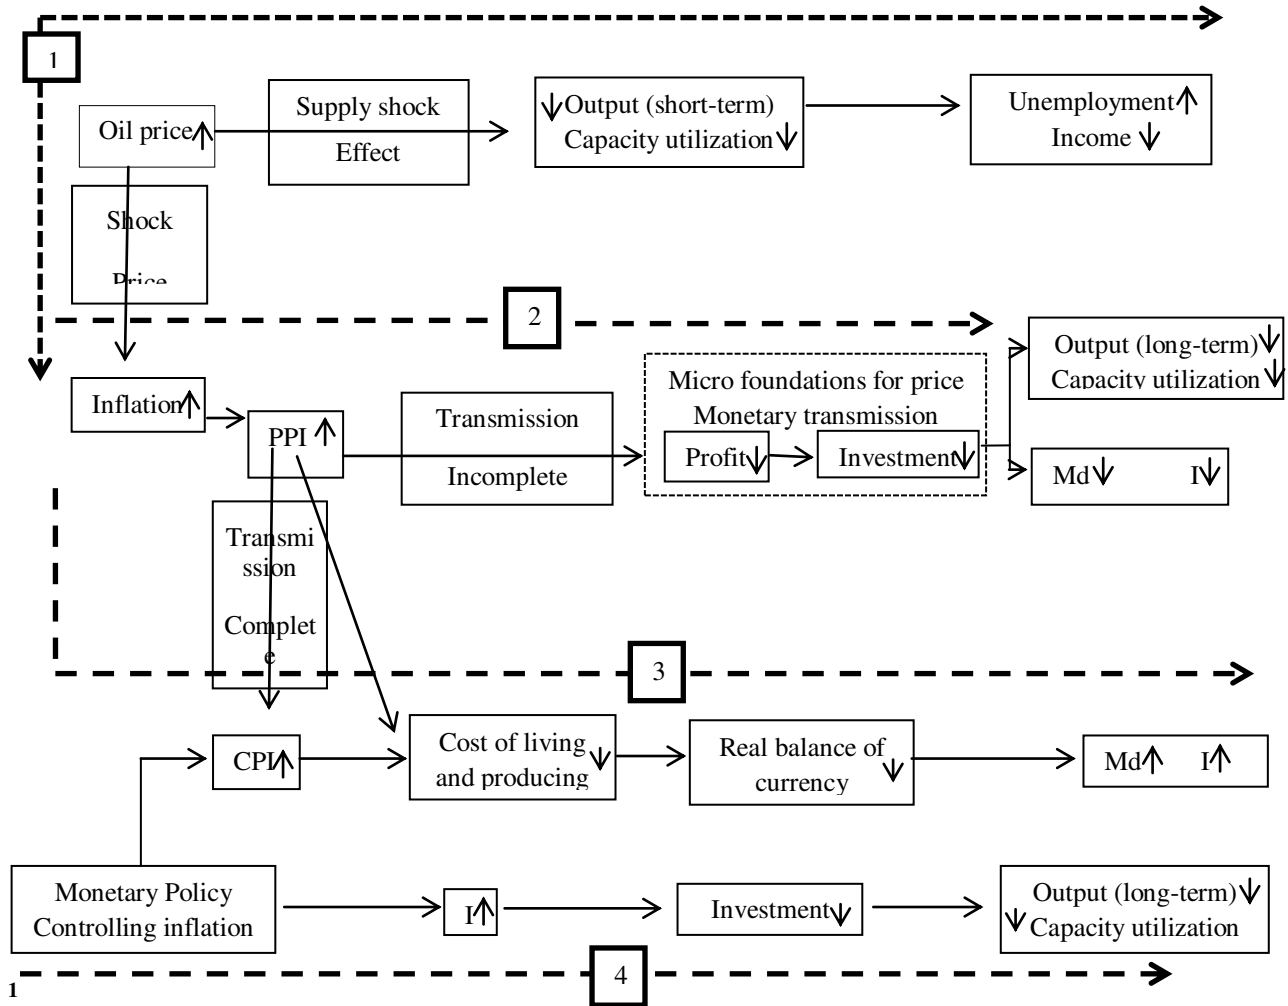 1
Oil price
Supply shock
Effect
Output (short-term)
Capacity utilization
Unemployment
Income
Shock
Price
2
Inflation
PPI
Transmission
Incomplete
Micro foundations for price
Monetary transmission
Profit
Investment
Output (long-term)
Capacity utilization
Md I
Transmi
ssion
Complet
e
3
CPI
Cost of living
and producing
Real balance of
currency
Md I
Monetary Policy
Controlling inflation
I
Investment
Output (long-term)
Capacity utilization
4
1